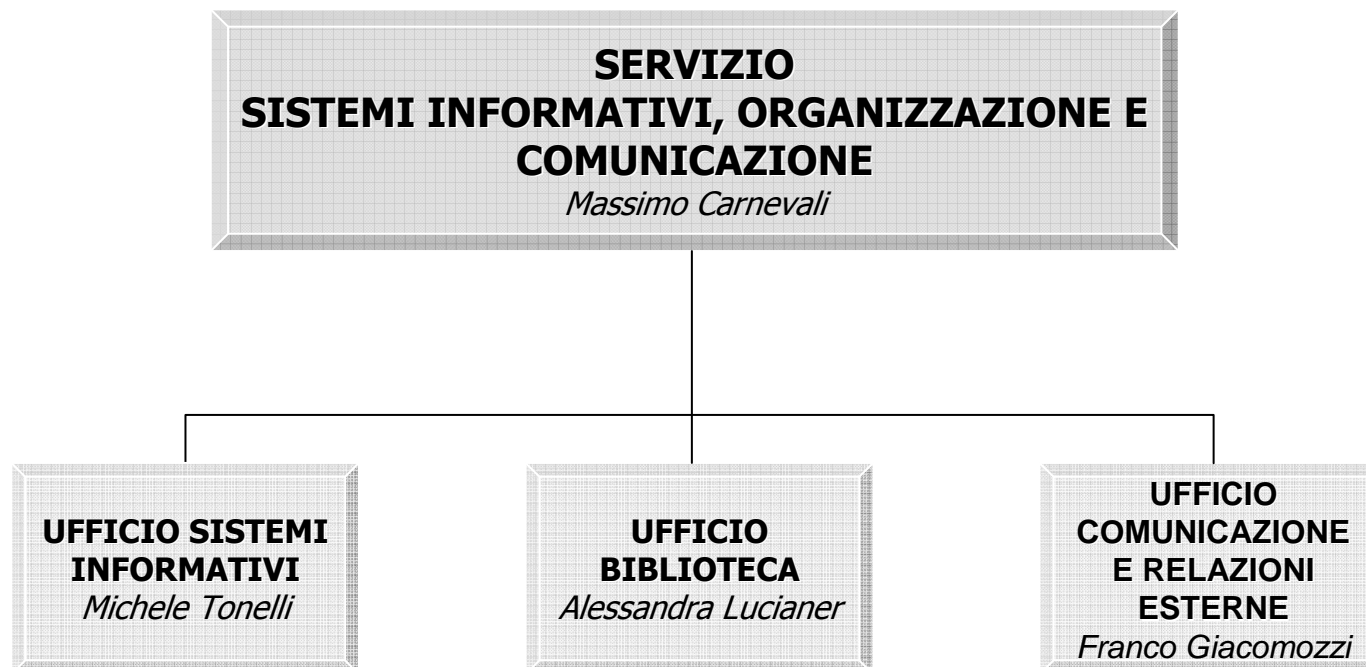 SERVIZIO
SISTEMI INFORMATIVI, ORGANIZZAZIONE E
COMUNICAZIONE
Massimo Carnevali
UFFICIO SISTEMI
INFORMATIVI
Michele Tonelli
UFFICIO
BIBLIOTECA
Alessandra Lucianer
UFFICIO
COMUNICAZIONE
E RELAZIONI
ESTERNE
Franco Giacomozzi